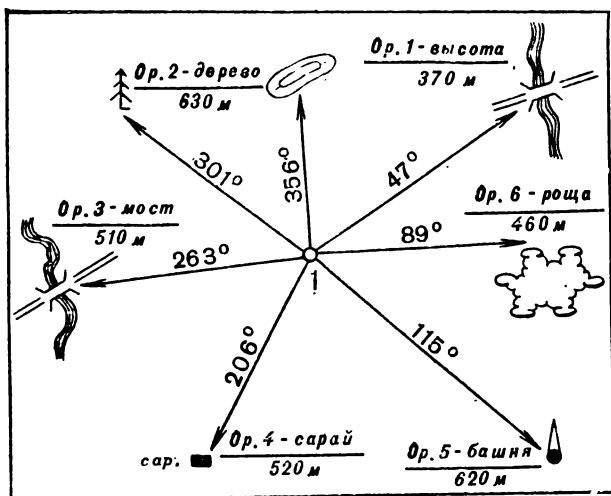 Ор.1-высота
370 м
Ор.2-дерево
630 м
301°
356°
47°
Ор.6 - роща
460 м
Ор.3-мост
510 м
263°
89°
1
206°
115°
сар.
Ор.4-сарай
520 м
Ор.5-башня
620 м